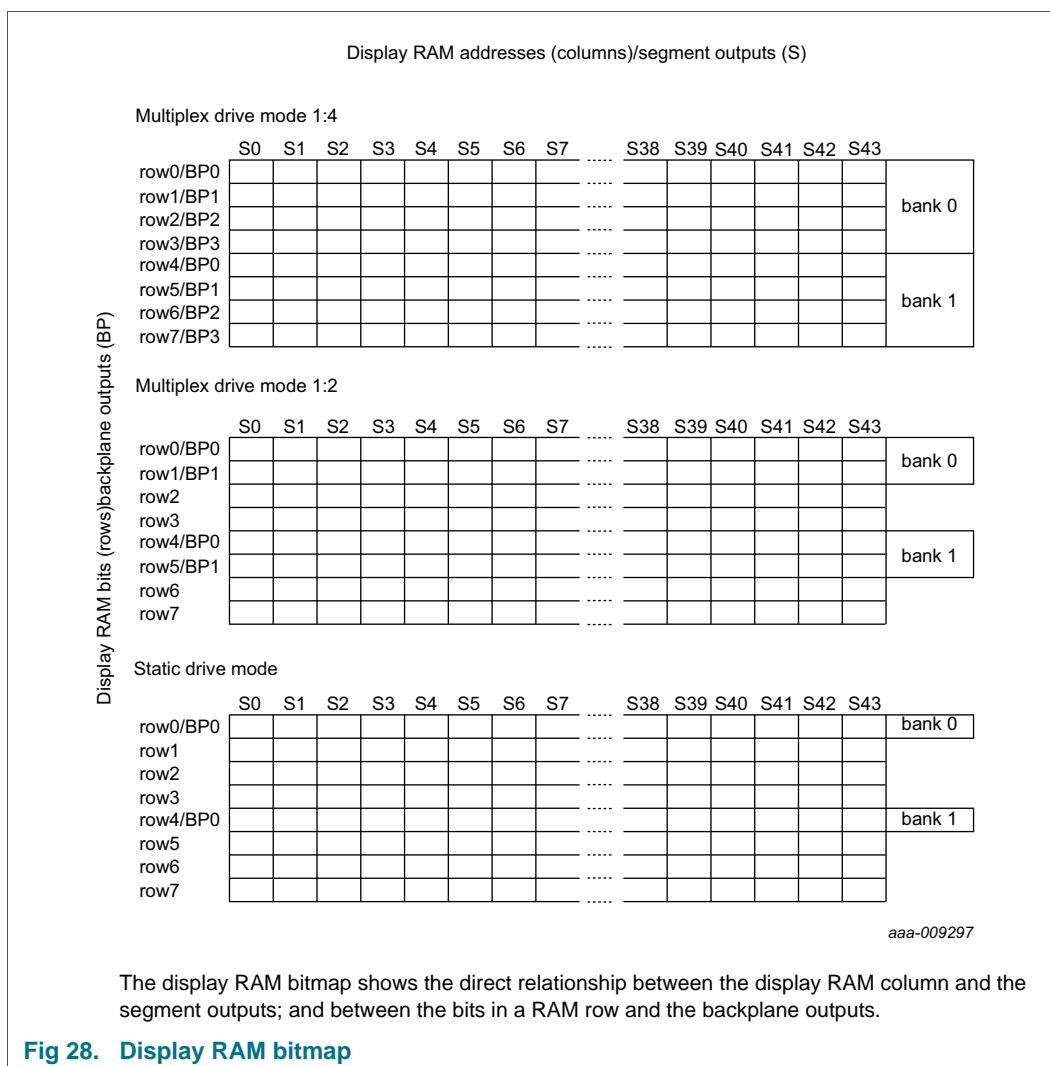 Display RAM addresses (columns)/segment outputs (S)
Display RAM bits (rows)backplane outputs (BP)
Multiplex drive mode 1:4
S0 S1 S2 S3 S4 S5 S6 S7 ..... S38 S39 S40 S41 S42 S43
row0/BP0
row1/BP1
row2/BP2
row3/BP3
bank 0
row4/BP0
row5/BP1
row6/BP2
row7/BP3
bank 1
Multiplex drive mode 1:2
S0 S1 S2 S3 S4 S5 S6 S7 ..... S38 S39 S40 S41 S42 S43
row0/BP0
row1/BP1
bank 0
row2
row3
row4/BP0
row5/BP1
bank 1
row6
row7
Static drive mode
S0 S1 S2 S3 S4 S5 S6 S7 ..... S38 S39 S40 S41 S42 S43
row0/BP0 bank 0
row1
row2
row3
row4/BP0 bank 1
row5
row6
row7
aaa-009297
The display RAM bitmap shows the direct relationship between the display RAM column and the
segment outputs; and between the bits in a RAM row and the backplane outputs.
Fig 28. Display RAM bitmap